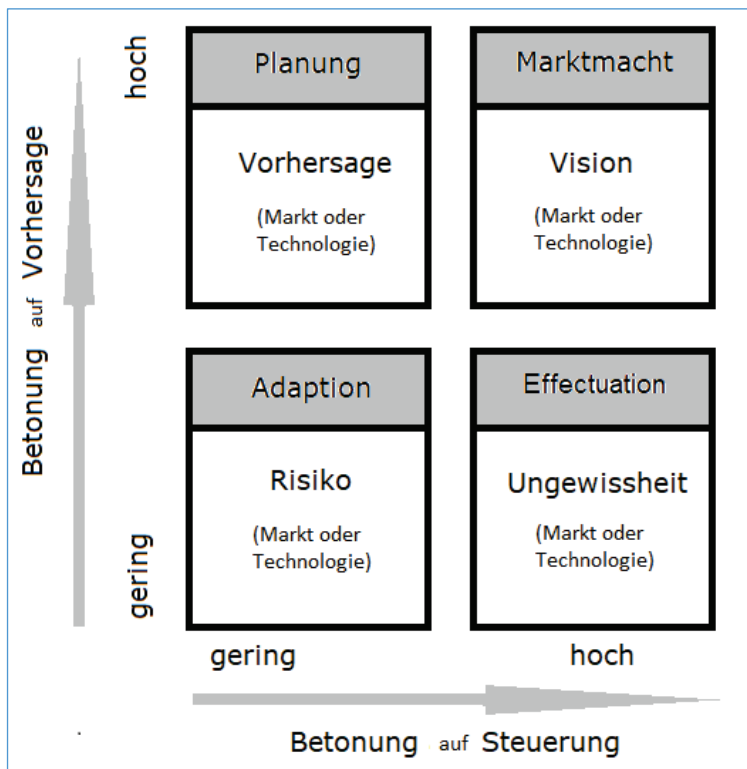 Betonung auf Vorhersage
hoch
gering
Planung
Vorhersage
(Markt oder
Technologie)
Marktmacht
Vision
(Markt oder
Technologie)
Adaption
Risiko
(Markt oder
Technologie)
Effectuation
Ungewissheit
(Markt oder
Technologie)
gering
hoch
Betonung auf Steuerung